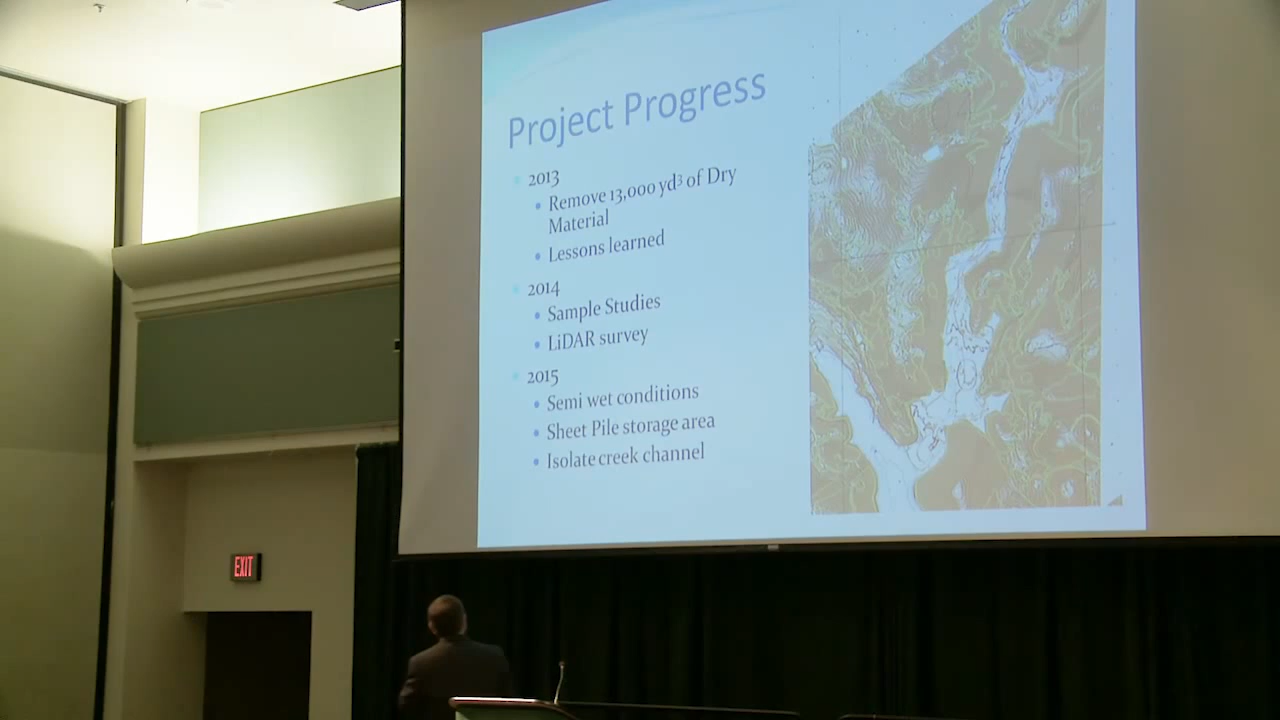 Project Progress
2013
Remove 13,000 yd³ of Dry
Material
Lessons learned
2014
Sample Studies
LiDAR survey
2015
Semi wet conditions
Sheet Pile storage area
Isolate creek channel
EXIT